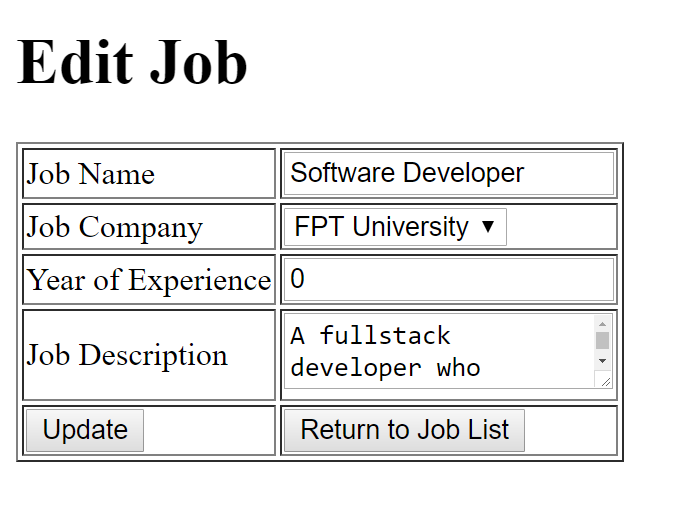 Edit Job
Job Name Software Developer
Job Company FPT University
Year of Experience 0
Job Description A fullstack
developer who
Update Return to Job List